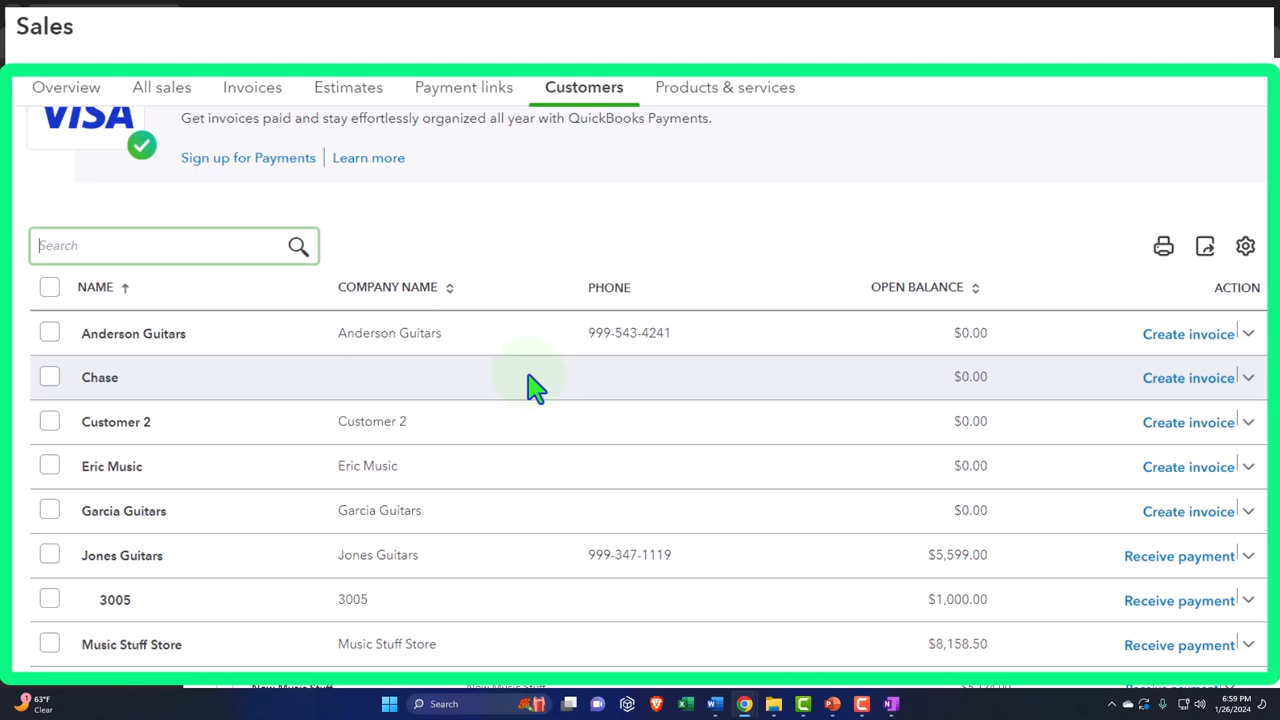 Sales
Overview All sales Invoices Estimates Payment links Customers Products & services
VISA
Get invoices paid and stay effortlessly organized all year with QuickBooks Payments.
Sign up for Payments Learn more
Search
NAME COMPANY NAME PHONE OPEN BALANCE ACTION
Anderson Guitars Anderson Guitars 999-543-4241 $0.00 Create invoice
Chase $0.00 Create invoice
Customer 2 Customer 2 $0.00 Create invoice
Eric Music Eric Music $0.00 Create invoice
Garcia Guitars Garcia Guitars $0.00 Create invoice
Jones Guitars Jones Guitars 999-347-1119 $5,599.00 Receive payment
3005 3005 $1,000.00 Receive payment
Music Stuff Store Music Stuff Store $8,158.50 Receive payment
63°F
Clear
Search
6:59 PM
1/26/2024